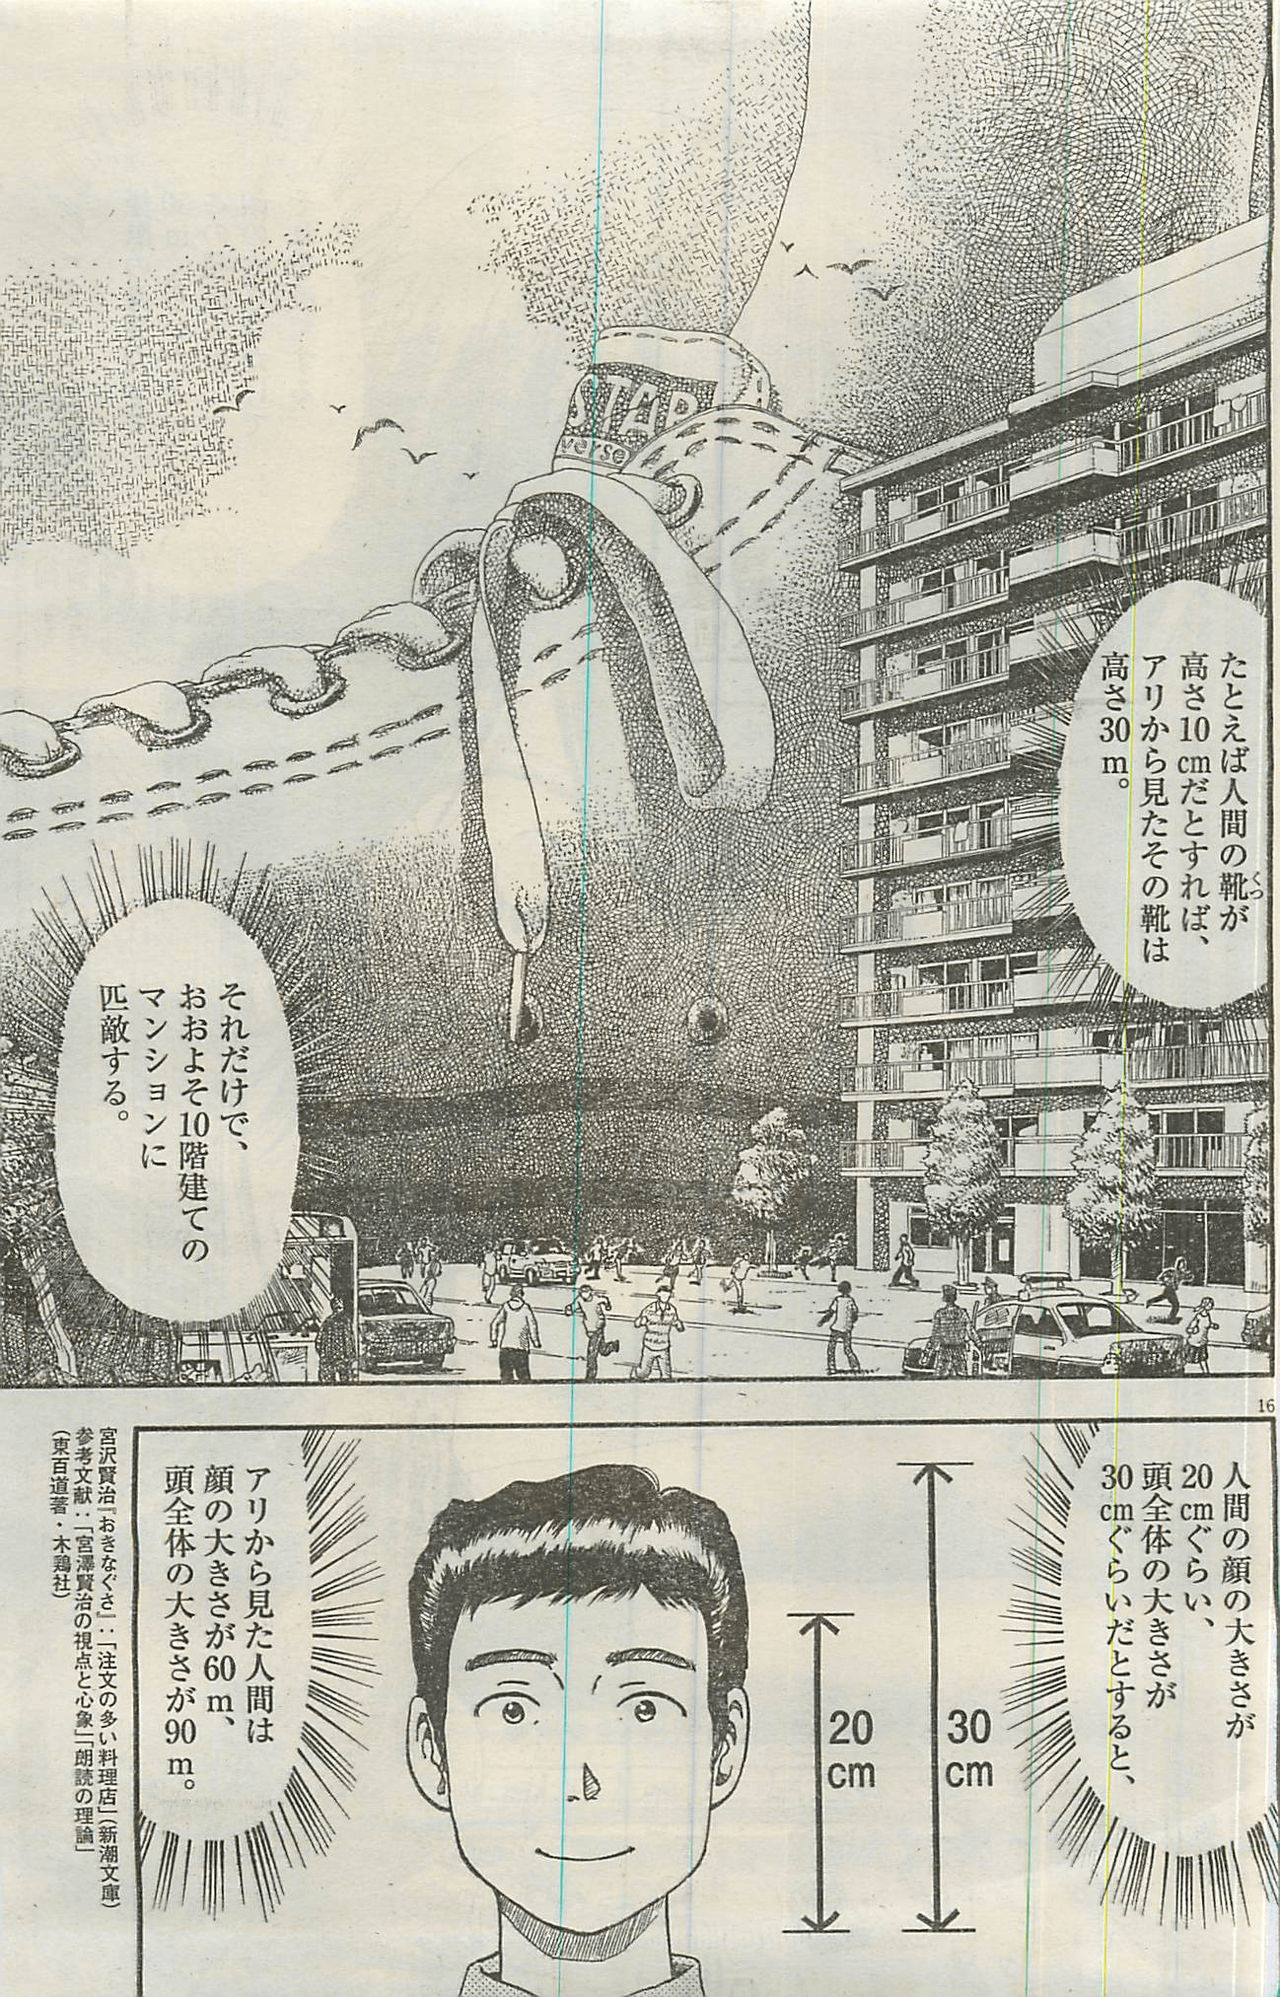 たとえば人間の靴が
くつ
高さ10cmだとすれば、
アリから見たその靴は
高さ30m。
STAR
verse
それだけで、
おおよそ10階建ての
マンションに
匹敵する。
16
人間の顔の大きさが
20cmぐらい、
頭全体の大きさが
30cmぐらいだとすると、
30
cm
20
cm
アリから見た人間は
顔の大きさが60m、
頭全体の大きさが90m。
宮沢賢治『おきなぐさ』:「注文の多い料理店」(新潮文庫)
参考文献:「宮澤賢治の視点と心象」「朗読の理論」
(東百道著・木鶏社)